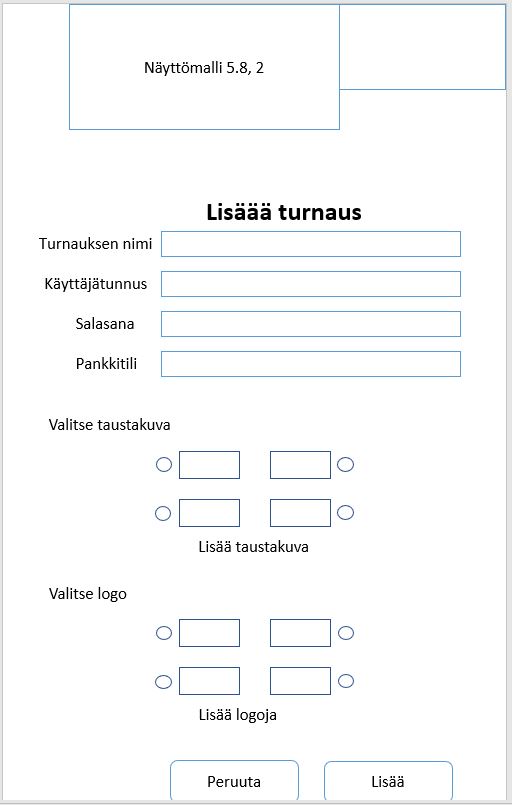 Näyttömalli 5.8, 2
Lisäää turnaus
Turnauksen nimi
Käyttäjätunnus
Salasana
Pankkitili
Valitse taustakuva
Lisää taustakuva
Valitse logo
Lisää logoja
Peruuta
Lisää